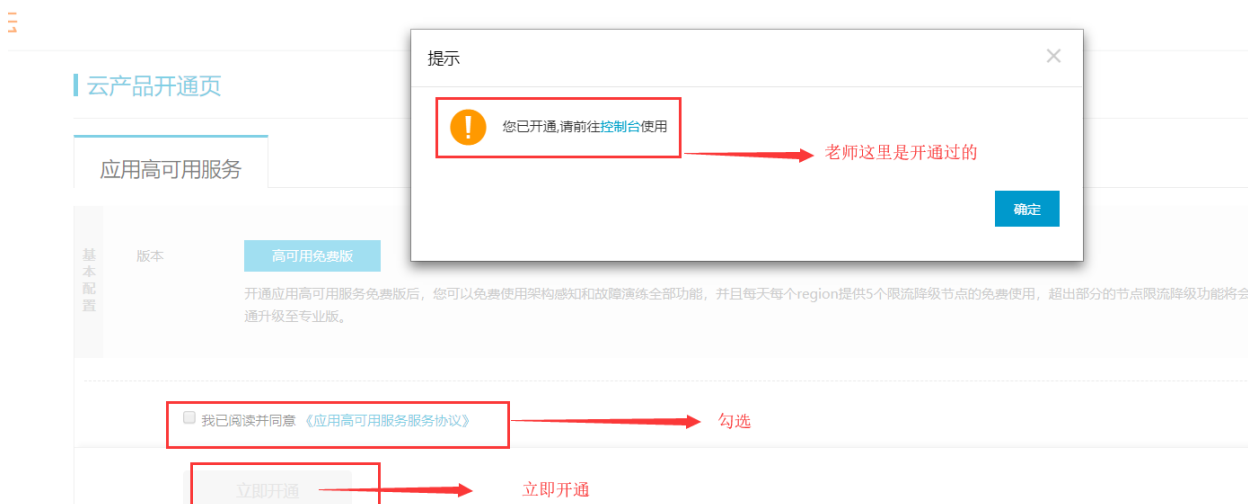 提示
云产品开通页
您已开通,请前往控制台使用
老师这里是开通过的
应用高可用服务
确定
基本配置
版本
高可用免费版
开通应用高可用服务免费版后，您可以免费使用架构感知和故障演练全部功能，并且每天每个region提供5个限流降级节点的免费使用，超出部分的节点限流降级功能将会
通升级至专业版。
我已阅读并同意 《应用高可用服务服务协议》
勾选
立即开通
立即开通